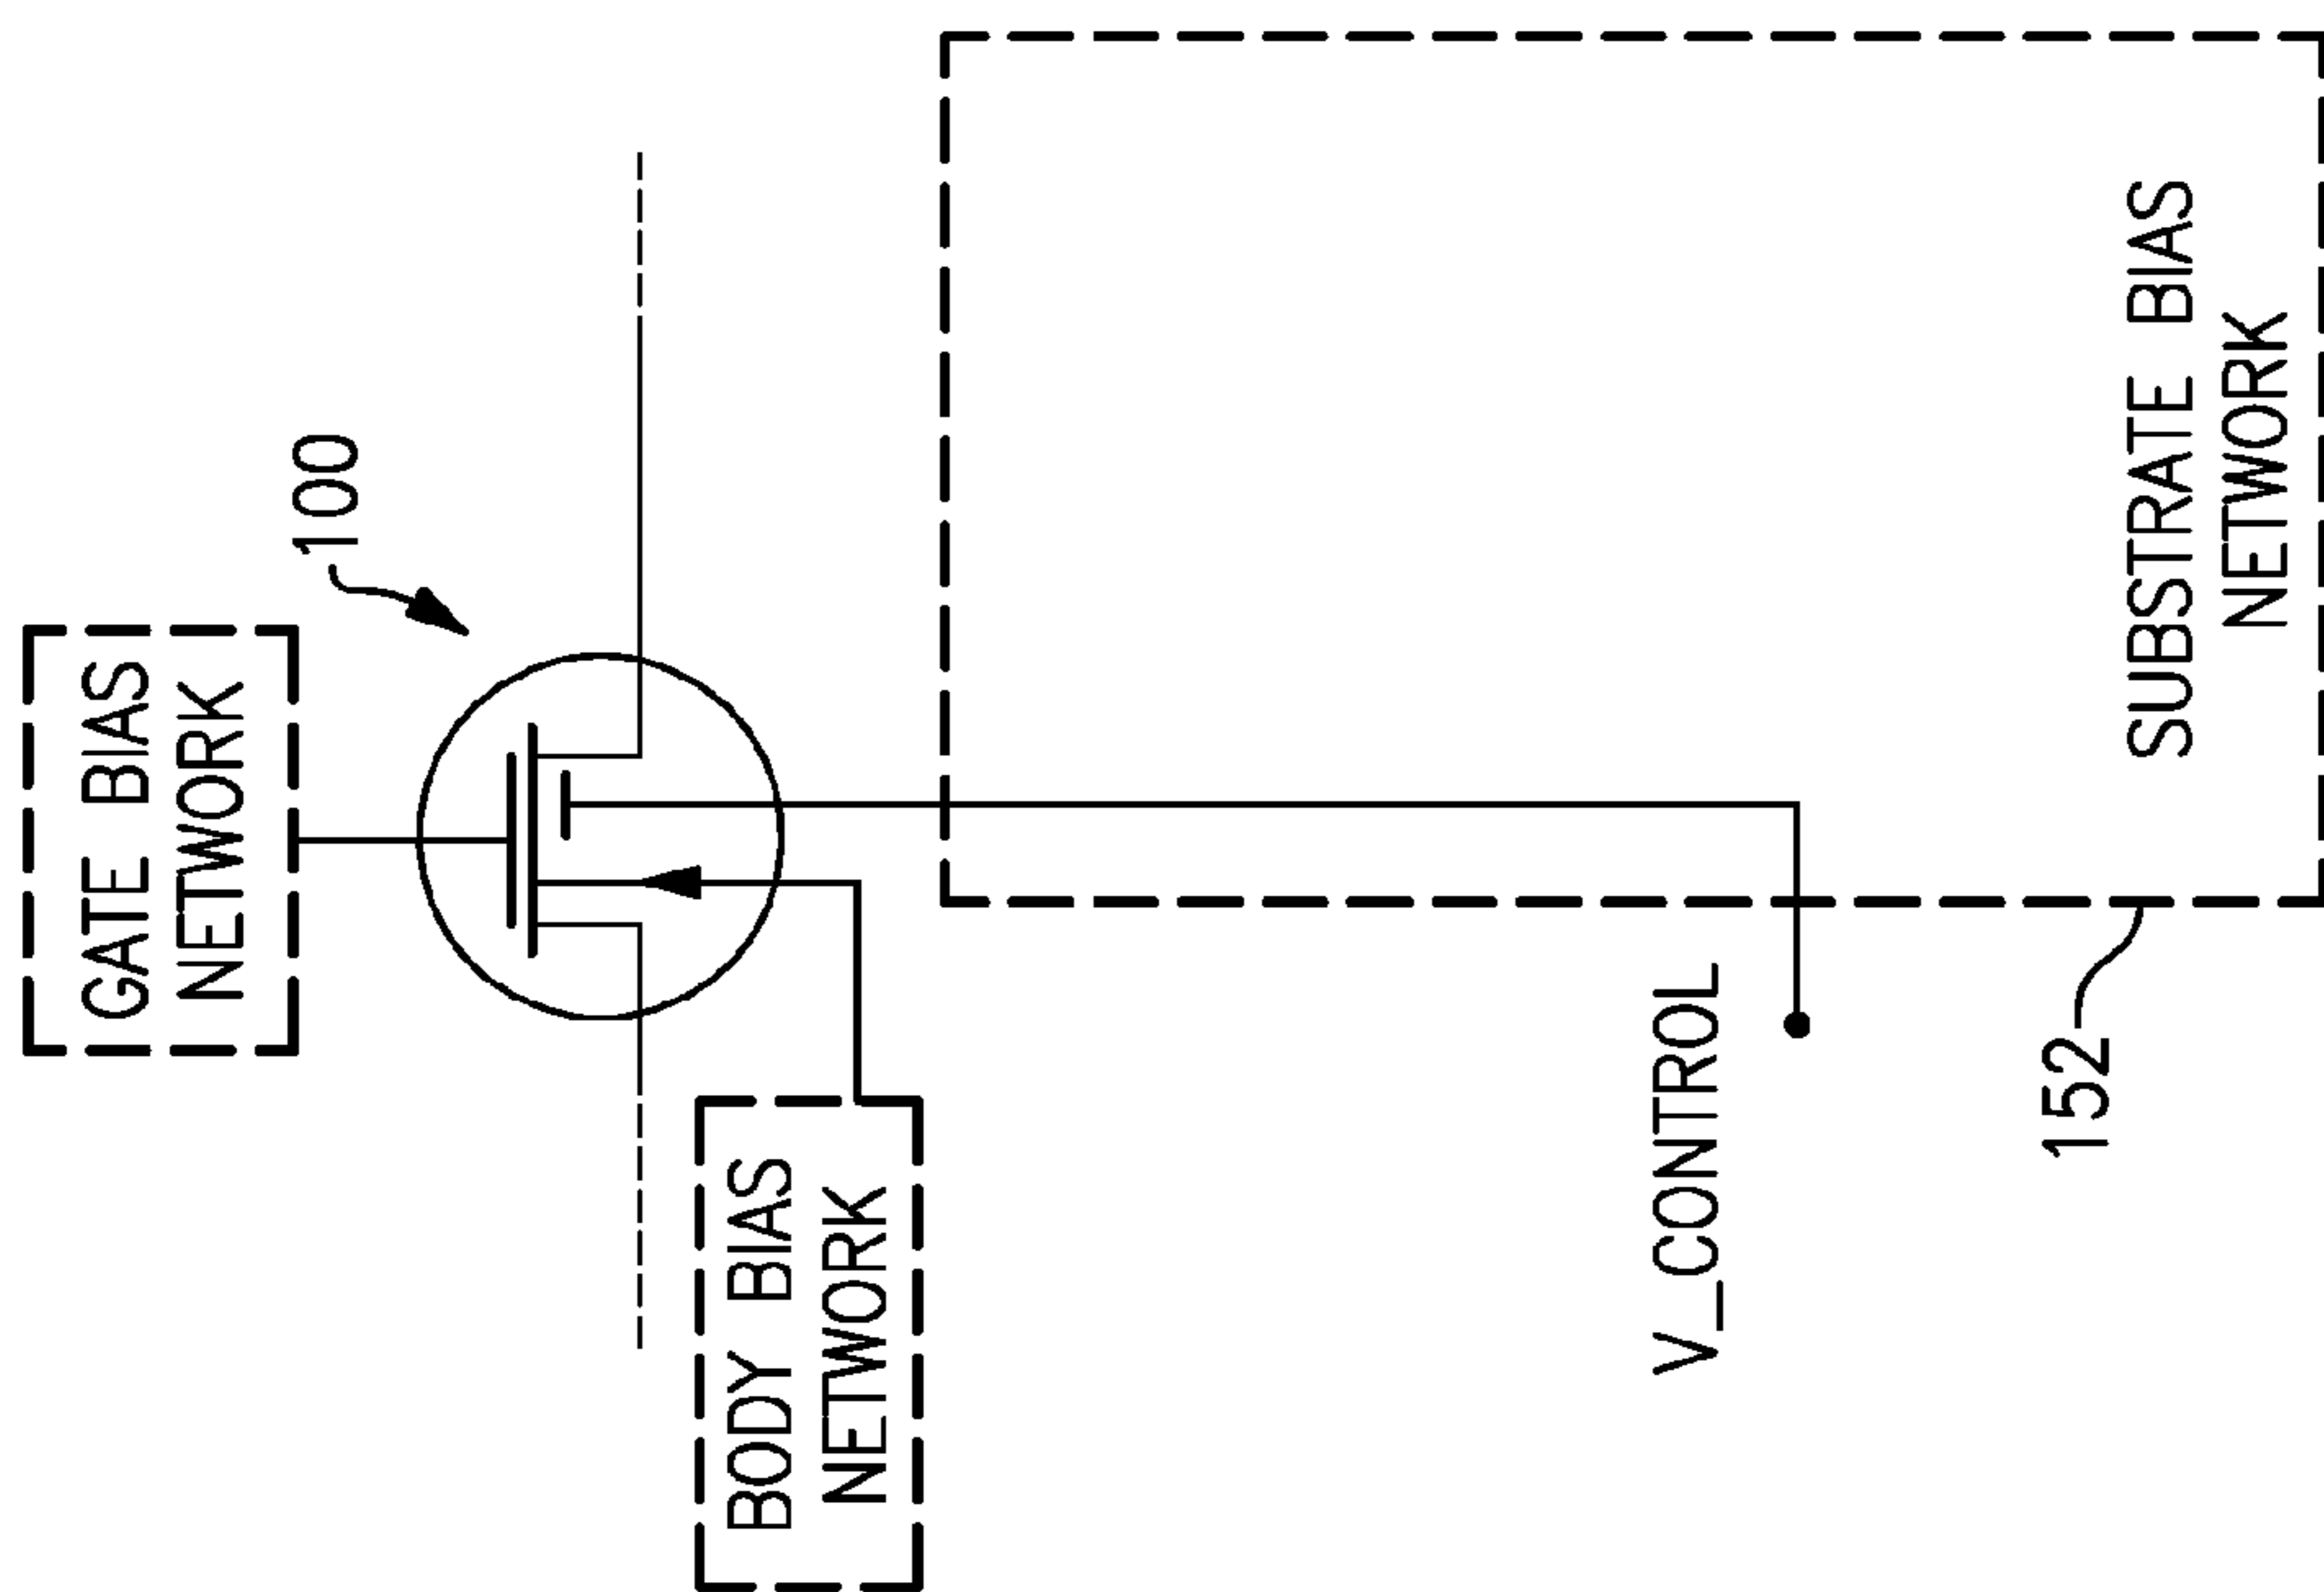 GATE BIAS
NETWORK
100
BODY BIAS
NETWORK
V_CONTROL
152
SUBSTRATE BIAS
NETWORK